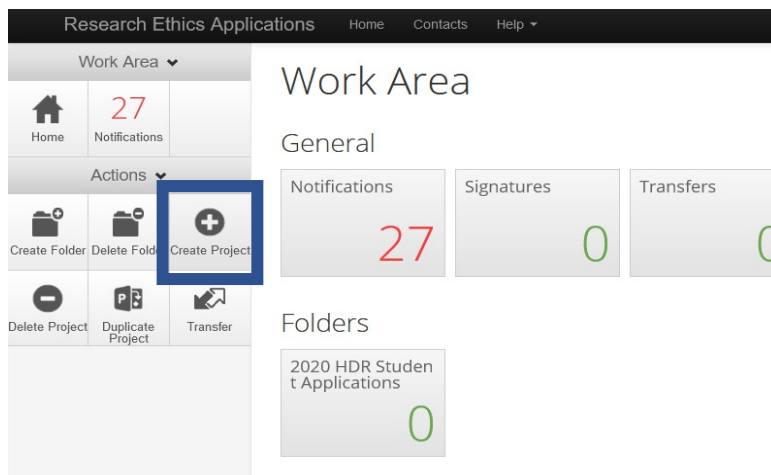 Research Ethics Applications Home Contacts Help
Work Area
27
Home Notifications
Actions
Create Folder Delete Folde Create Project
Delete Project Duplicate Project Transfer
Work Area
General
Notifications
27
Signatures
0
Transfers
0
Folders
2020 HDR Studen
t Applications
0